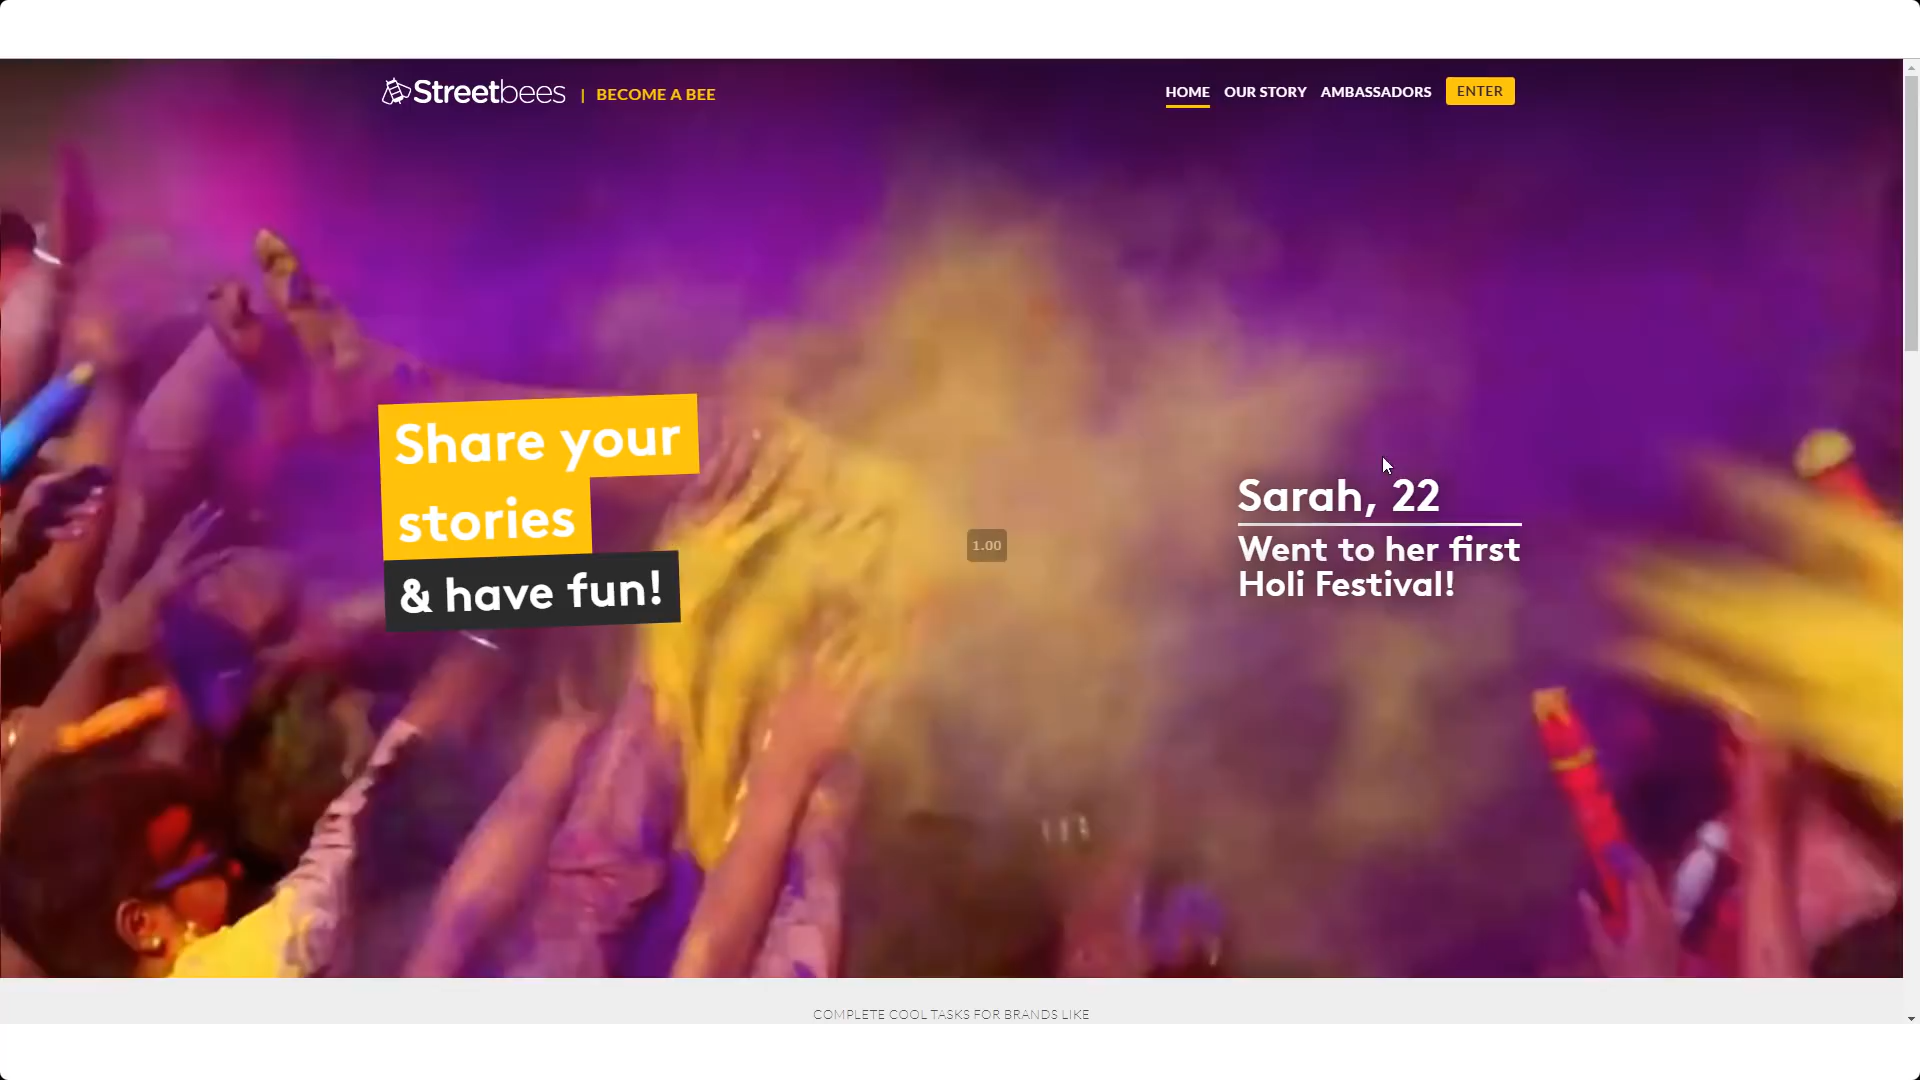 Streetbees | BECOME A BEE
HOME OUR STORY AMBASSADORS ENTER
Share your
stories
& have fun!
1.00
Sarah, 22
Went to her first
Holi Festival!
COMPLETE COOL TASKS FOR BRANDS LIKE